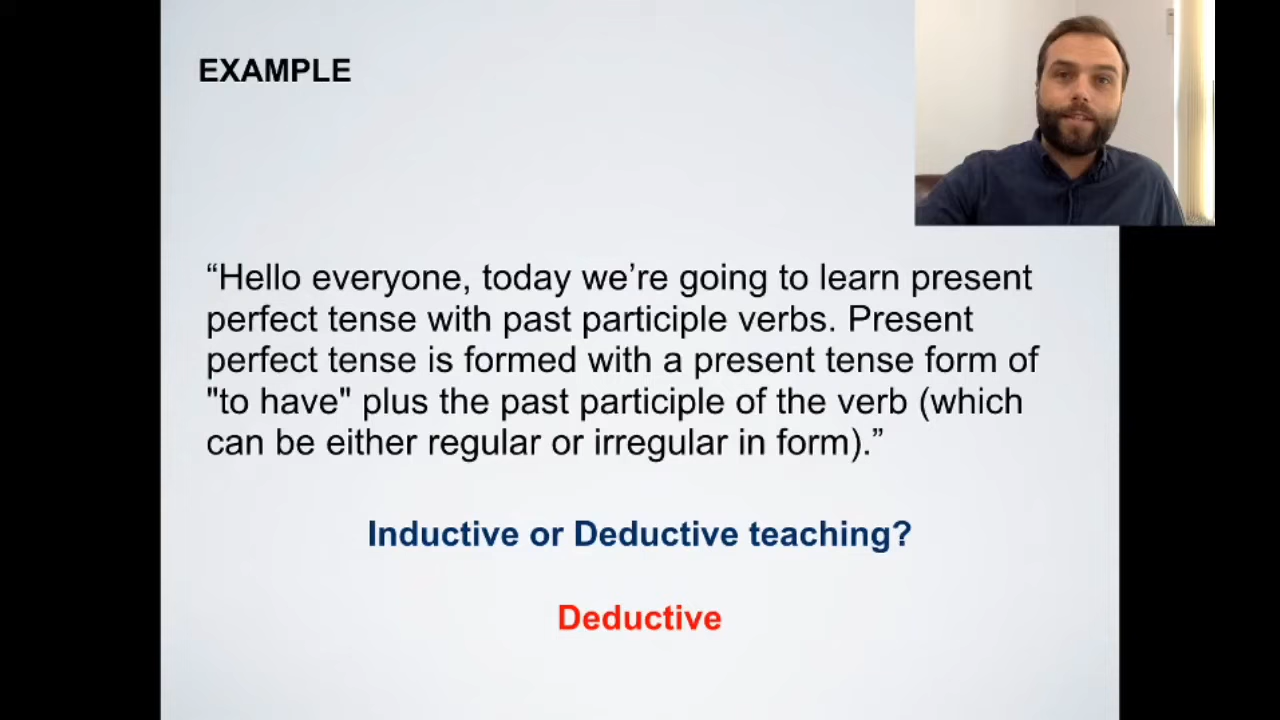 EXAMPLE
“Hello everyone, today we’re going to learn present
perfect tense with past participle verbs. Present
perfect tense is formed with a present tense form of
"to have" plus the past participle of the verb (which
can be either regular or irregular in form).”
Inductive or Deductive teaching?
Deductive